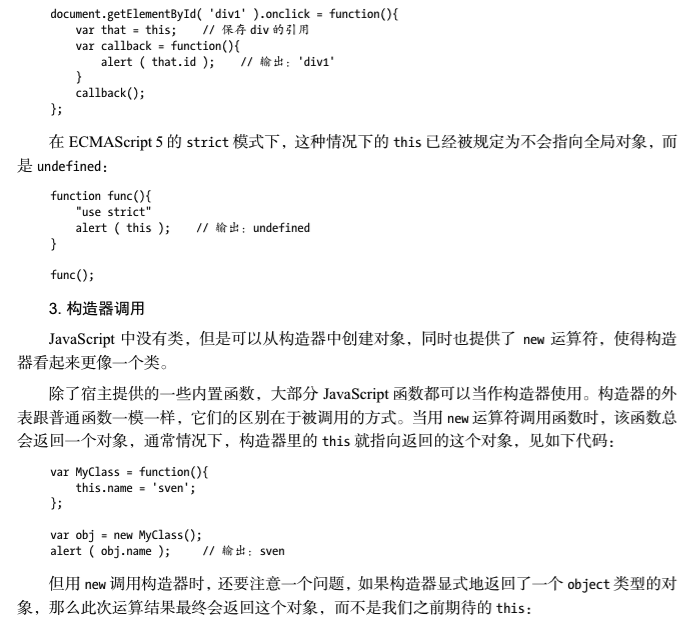 document.getElementById( 'div1' ).onclick = function(){
    var that = this;    // 保存 div 的引用
    var callback = function(){
        alert ( that.id );    // 输出：'div1'
    }
    callback();
};
在 ECMAScript 5 的 strict 模式下，这种情况下的 this 已经被规定为不会指向全局对象，而
是 undefined：
function func(){
    "use strict"
    alert ( this );    // 输出：undefined
}
func();
3. 构造器调用
JavaScript 中没有类，但是可以从构造器中创建对象，同时也提供了 new 运算符，使得构造
器看起来更像一个类。
除了宿主提供的一些内置函数，大部分 JavaScript 函数都可以当作构造器使用。构造器的外
表跟普通函数一模一样，它们的区别在于被调用的方式。当用 new 运算符调用函数时，该函数总
会返回一个对象，通常情况下，构造器里的 this 就指向返回的这个对象，见如下代码：
var MyClass = function(){
    this.name = 'sven';
};
var obj = new MyClass();
alert ( obj.name );    // 输出：sven
但用 new 调用构造器时，还要注意一个问题，如果构造器显式地返回了一个 object 类型的对
象，那么此次运算结果最终会返回这个对象，而不是我们之前期待的 this：